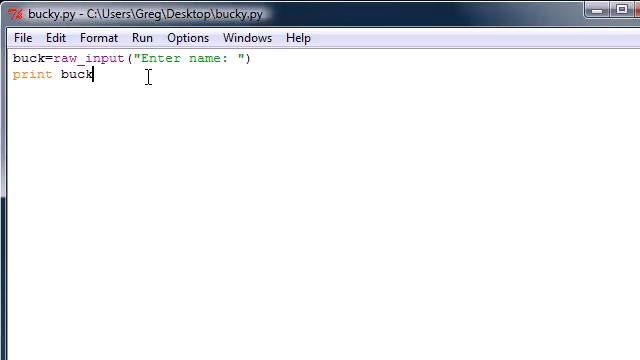 bucky.py - C:\Users\Greg\Desktop\bucky.py
File Edit Format Run Options Windows Help
buck=raw_input("Enter name: ")
print buck